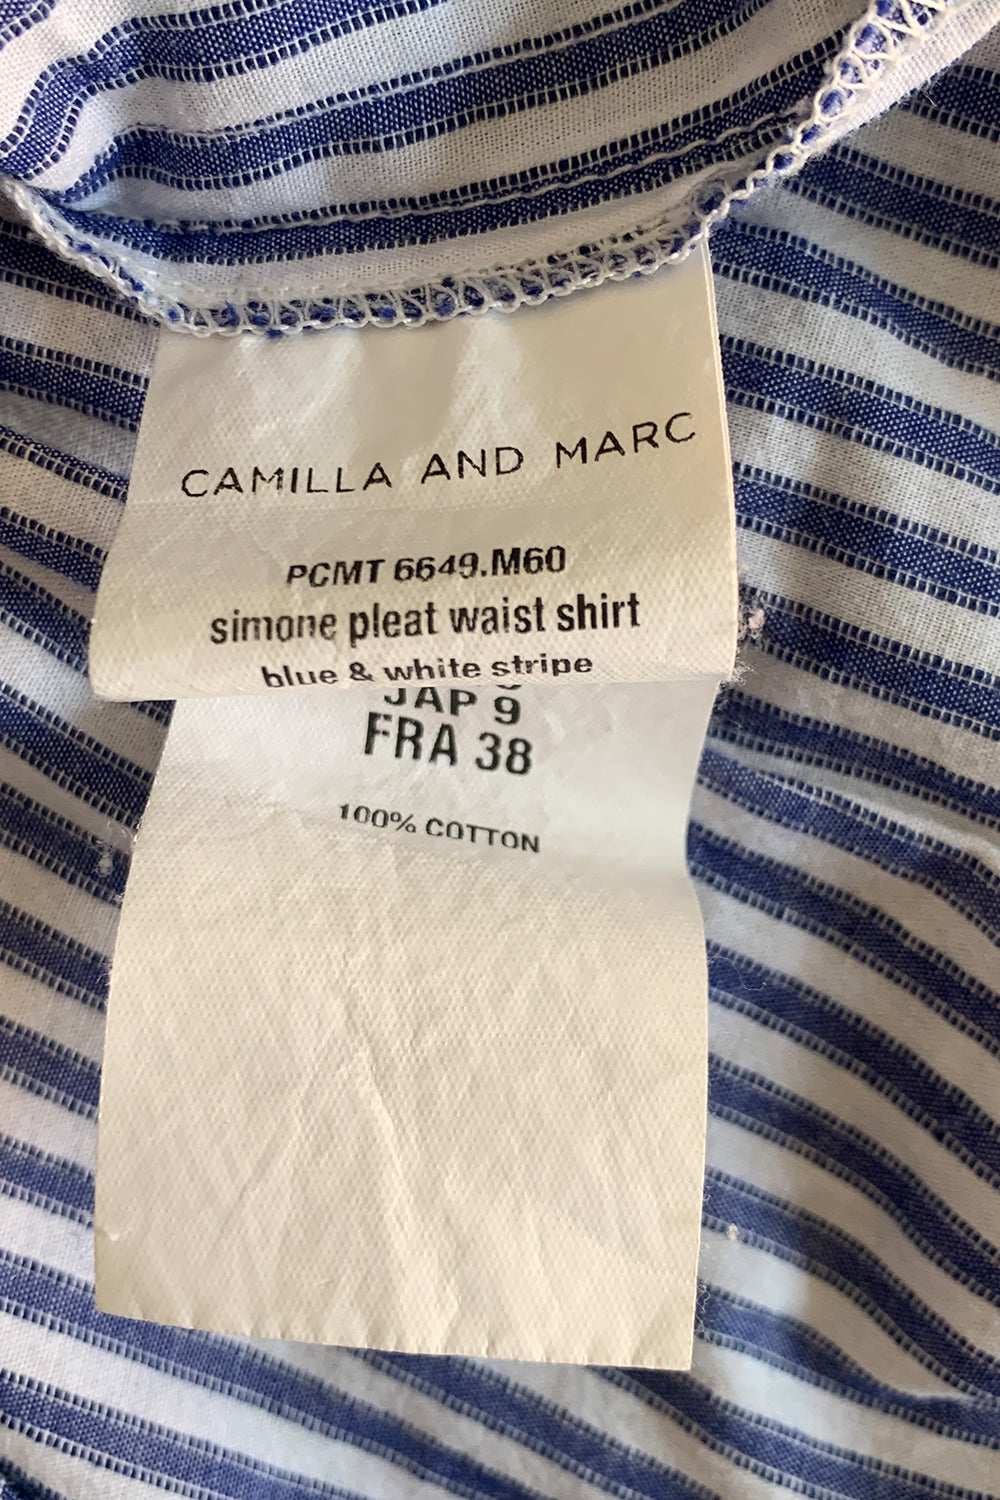 CAMILLA AND MARC
PCMT 6649.M60
simone pleat waist shirt
blue & white stripe
JAP 9
FRA 38
100% COTTON